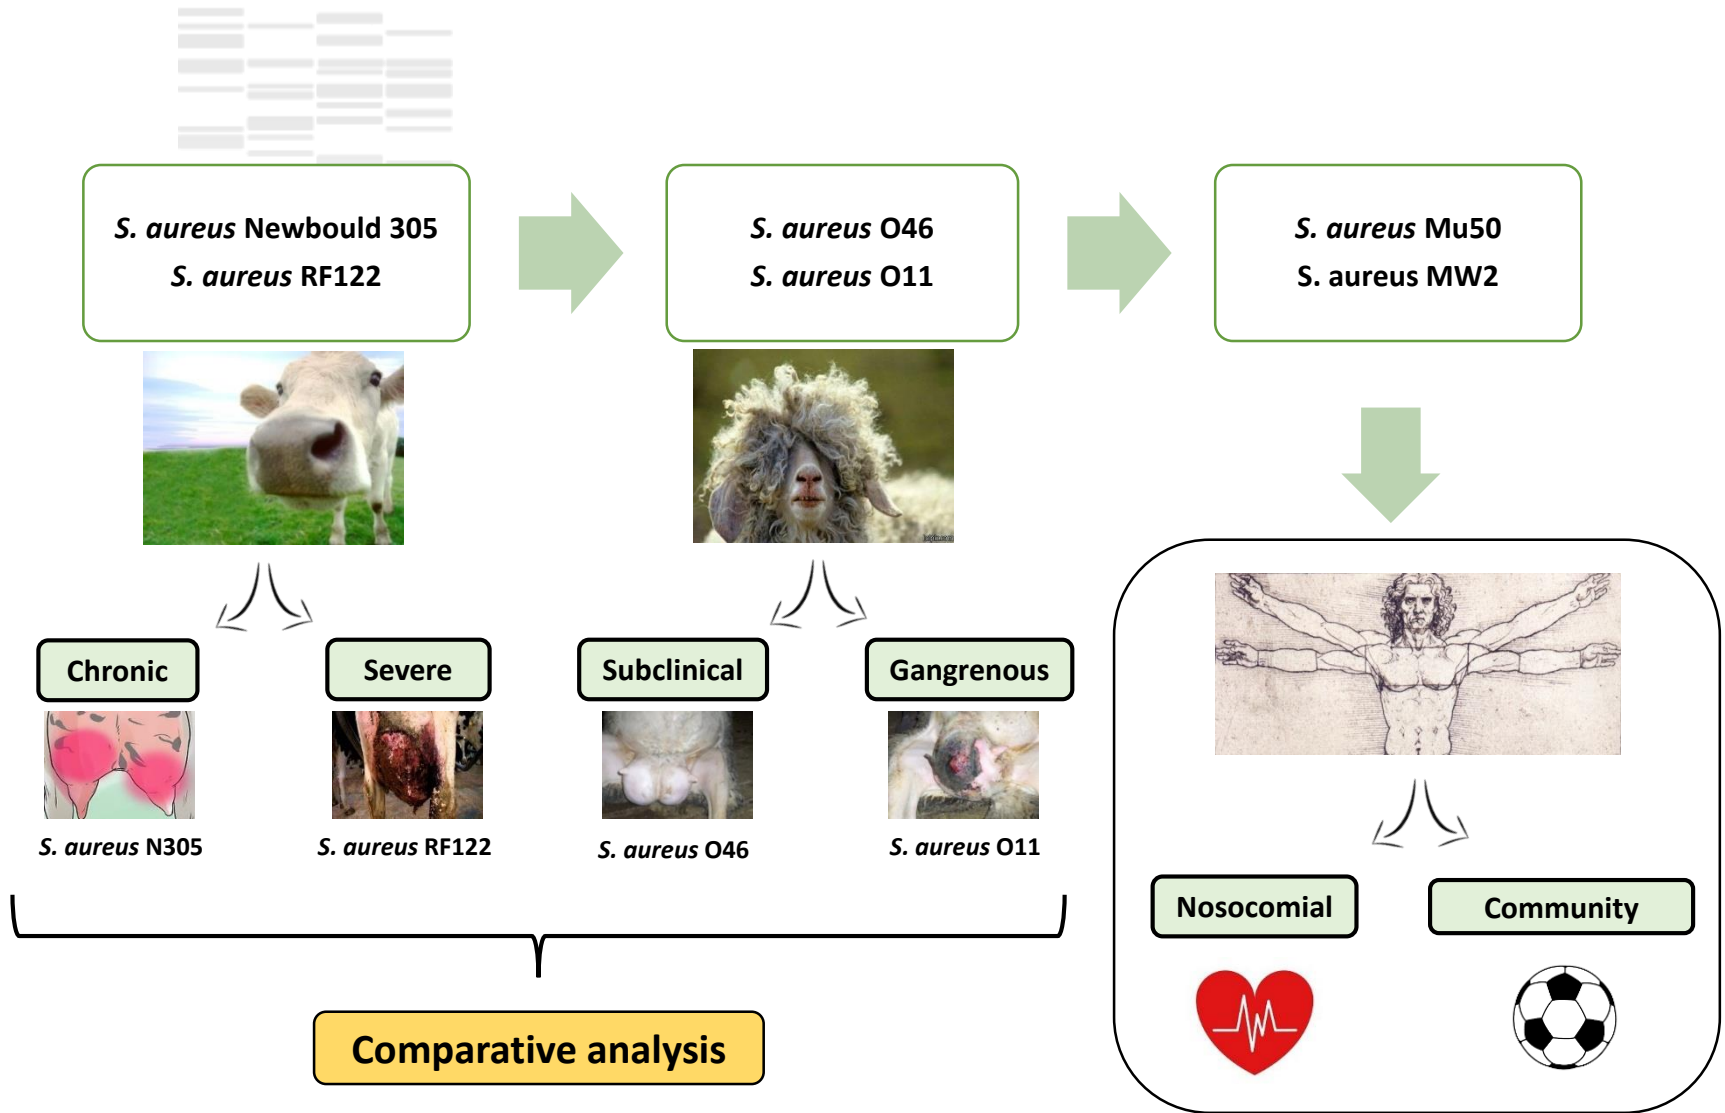 S. aureus Newbould 305
S. aureus RF122
S. aureus O46
S. aureus O11
S. aureus Mu50
S. aureus MW2
Chronic
Severe
Subclinical
Gangrenous
S. aureus N305
S. aureus RF122
S. aureus O46
S. aureus O11
Nosocomial
Community
Comparative analysis